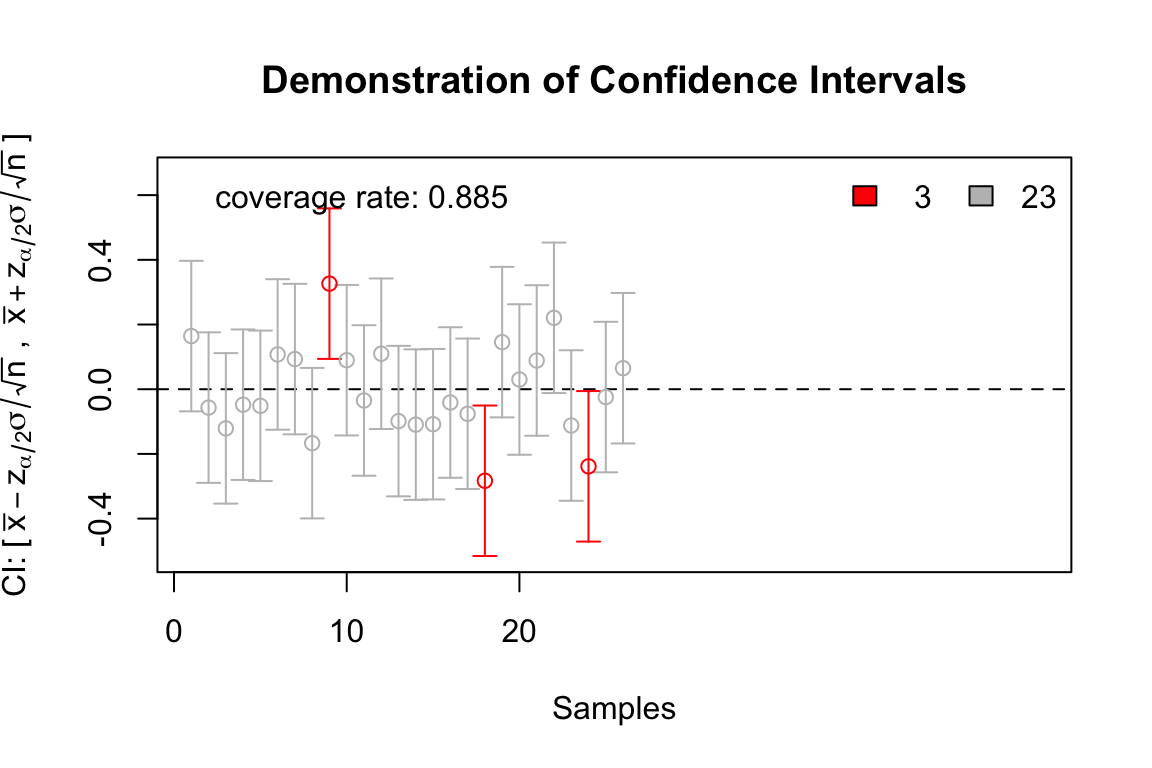 Demonstration of Confidence Intervals
coverage rate: 0.885
3
23
CI: [ x̅ − zα/2σ/√n , x̅ + zα/2σ/√n ]
0.4
0.0
-0.4
0
10
20
Samples